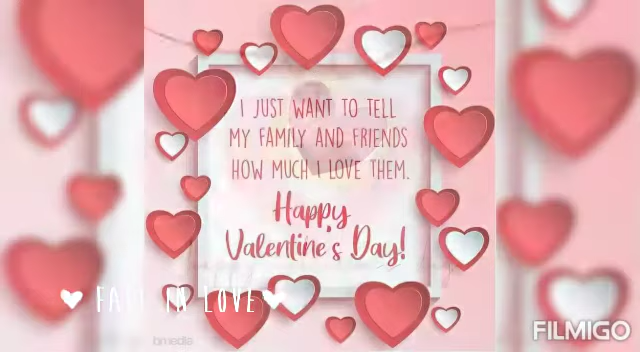 I JUST WANT TO TELL
MY FAMILY AND FRIENDS
HOW MUCH I LOVE THEM.
Happy
Valentine's Day!
FALL IN LOVE
FILMIGO